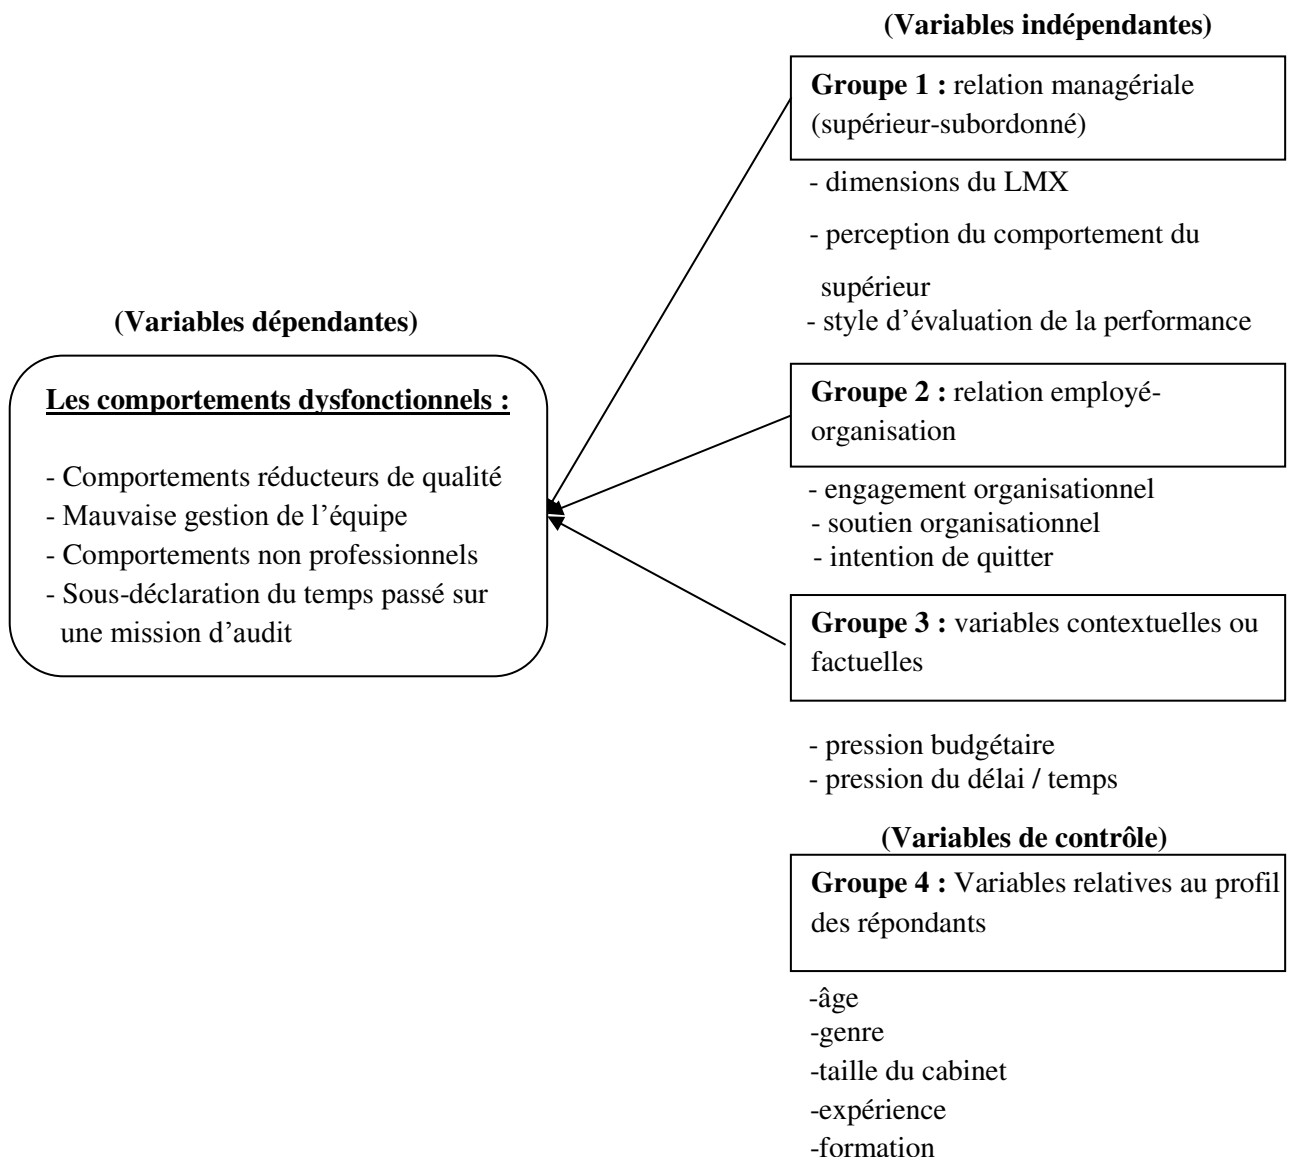 (Variables indépendantes)
Groupe 1 : relation managériale
(supérieur-subordonné)
- dimensions du LMX
- perception du comportement du
supérieur
- style d’évaluation de la performance
(Variables dépendantes)
Les comportements dysfonctionnels :
- Comportements réducteurs de qualité
- Mauvaise gestion de l’équipe
- Comportements non professionnels
- Sous-déclaration du temps passé sur
une mission d’audit
Groupe 2 : relation employé-
organisation
- engagement organisationnel
- soutien organisationnel
- intention de quitter
Groupe 3 : variables contextuelles ou
factuelles
- pression budgétaire
- pression du délai / temps
(Variables de contrôle)
Groupe 4 : Variables relatives au profil
des répondants
-âge
-genre
-taille du cabinet
-expérience
-formation